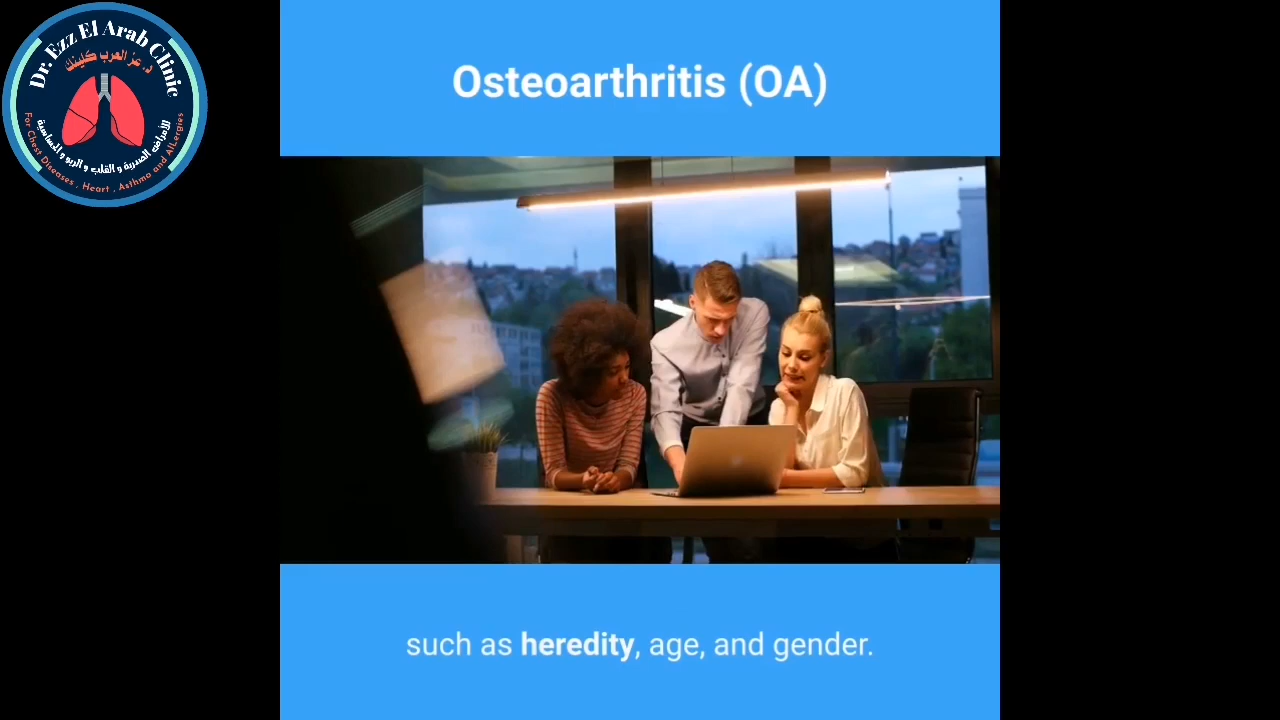 Dr. Ezz El Arab Clinic
د. عز العرب كلينك
الأمراض الصدرية و القلب و الربو و الحساسية
For Chest Diseases . Heart . Asthma and AlLergies
Osteoarthritis (OA)
such as heredity, age, and gender.